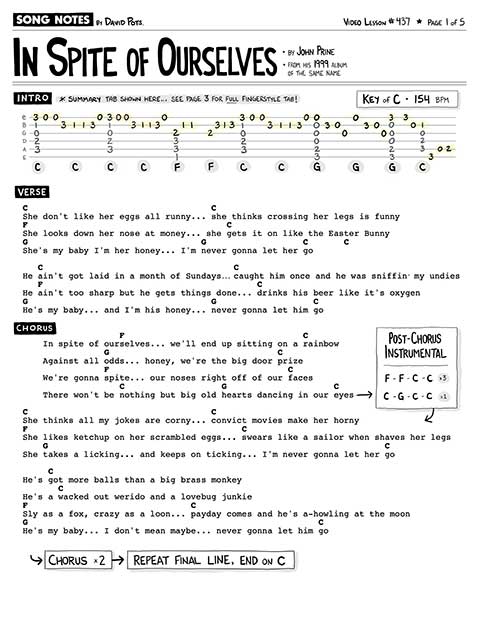 SONG NOTES BY DAVID POTS. VIDEO LESSON #437 ★ PAGE 1 OF 5
IN SPITE OF OURSELVES
• BY JOHN PRINE
• FROM HIS 1999 ALBUM
OF THE SAME NAME
INTRO * SUMMARY TAB SHOWN HERE... SEE PAGE 3 FOR FULL FINGERSTYLE TAB!
KEY OF C • 154 BPM
C C C C F F C C G G G C
VERSE
C C
She don't like her eggs all runny... she thinks crossing her legs is funny
F C
She looks down her nose at money... she gets it on like the Easter Bunny
G G C C
She's my baby I'm her honey... I'm never gonna let her go
C C
He ain't got laid in a month of Sundays... caught him once and he was sniffin' my undies
F C
He ain't too sharp but he gets things done... drinks his beer like it's oxygen
G G C
He's my baby... and I'm his honey... never gonna let him go
CHORUS
F C
In spite of ourselves... we'll end up sitting on a rainbow
G C
Against all odds... honey, we're the big door prize
F C
We're gonna spite... our noses right off of our faces
G C
There won't be nothing but big old hearts dancing in our eyes
POST-CHORUS
INSTRUMENTAL
F - F - C - C ×3
C - G - C - C ×1
C C
She thinks all my jokes are corny... convict movies make her horny
F C
She likes ketchup on her scrambled eggs... swears like a sailor when shaves her legs
G C
She takes a licking... and keeps on ticking... I'm never gonna let her go
C
He's got more balls than a big brass monkey
C
He's a wacked out werido and a lovebug junkie
F C
Sly as a fox, crazy as a loon... payday comes and he's a-howling at the moon
G C
He's my baby... I don't mean maybe... never gonna let him go
CHORUS ×2 REPEAT FINAL LINE, END ON C